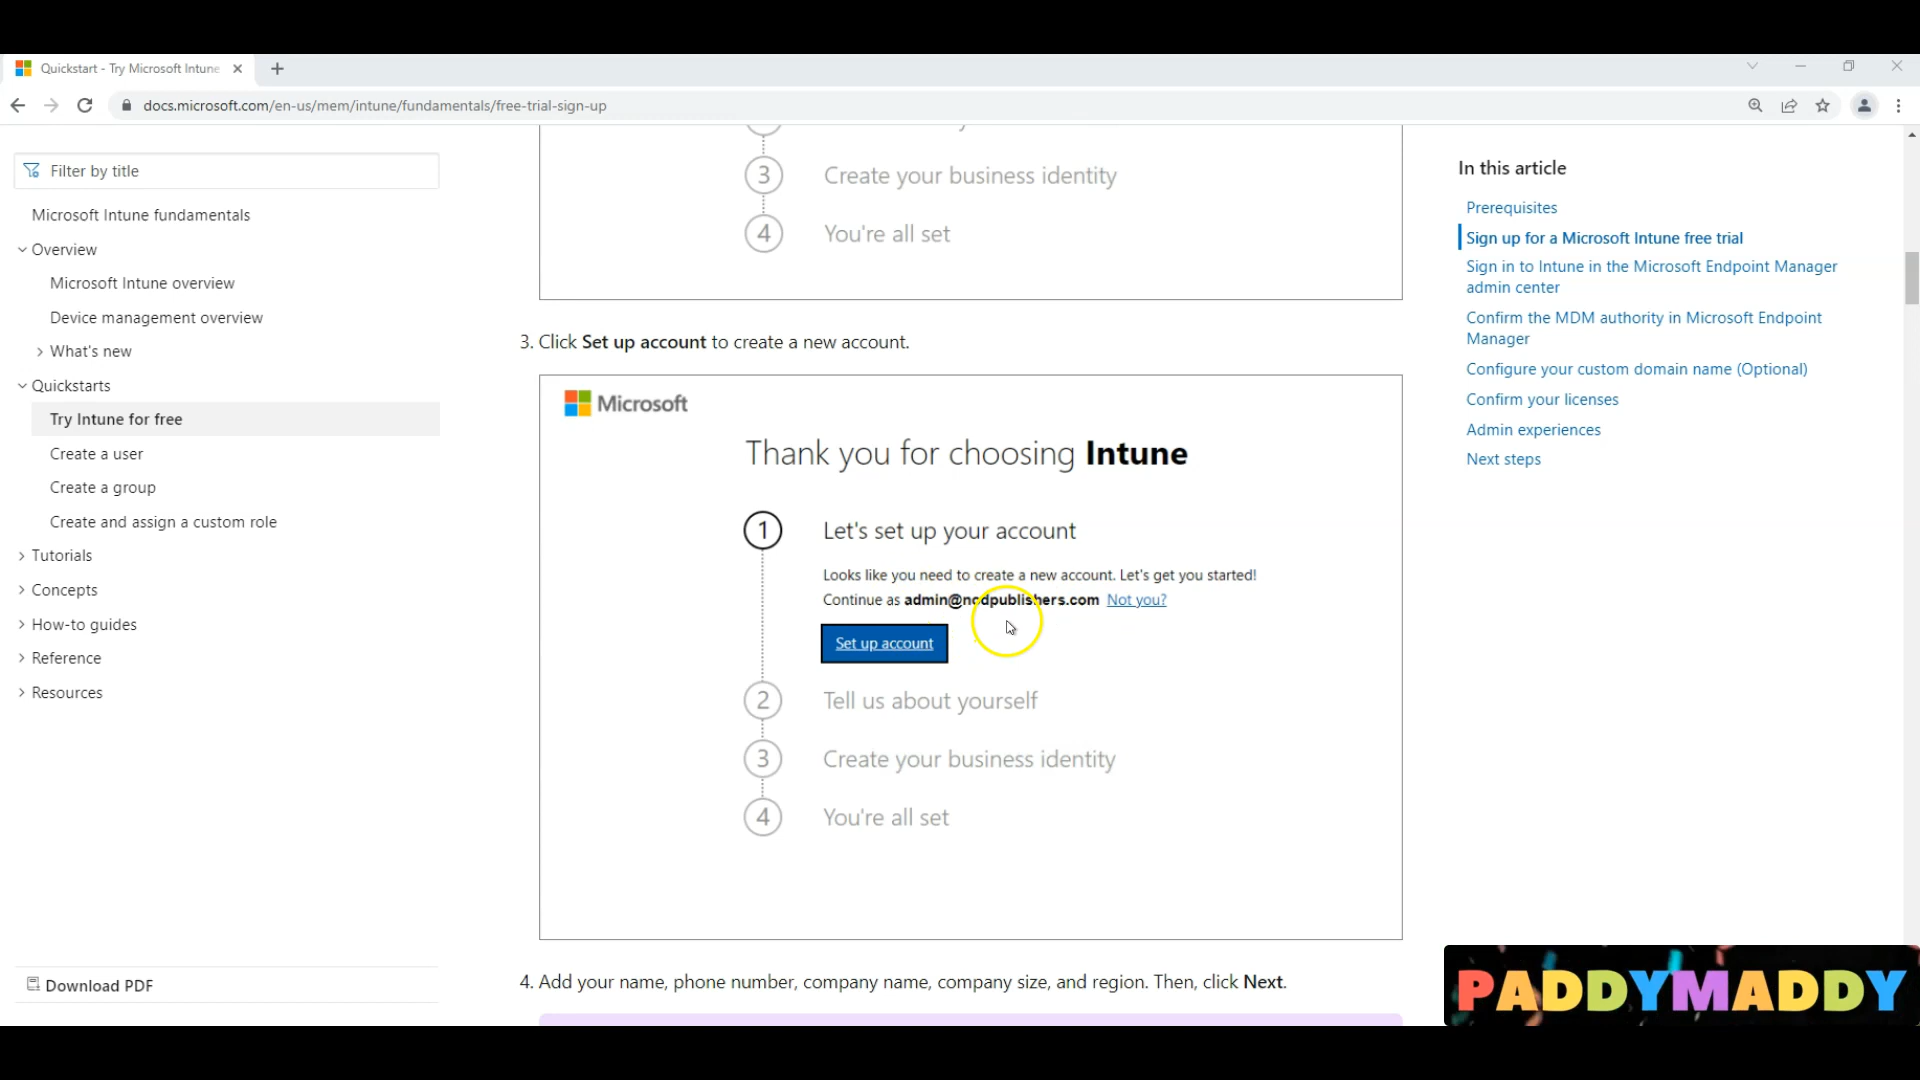 Quickstart - Try Microsoft Intune
docs.microsoft.com/en-us/mem/intune/fundamentals/free-trial-sign-up
Filter by title
Microsoft Intune fundamentals
Overview
Microsoft Intune overview
Device management overview
What's new
Quickstarts
Try Intune for free
Create a user
Create a group
Create and assign a custom role
Tutorials
Concepts
How-to guides
Reference
Resources
Download PDF
3 Create your business identity
4 You're all set
3. Click Set up account to create a new account.
Microsoft
Thank you for choosing Intune
1 Let's set up your account
Looks like you need to create a new account. Let's get you started!
Continue as admin@nodpublishers.com Not you?
Set up account
2 Tell us about yourself
3 Create your business identity
4 You're all set
4. Add your name, phone number, company name, company size, and region. Then, click Next.
In this article
Prerequisites
Sign up for a Microsoft Intune free trial
Sign in to Intune in the Microsoft Endpoint Manager
admin center
Confirm the MDM authority in Microsoft Endpoint
Manager
Configure your custom domain name (Optional)
Confirm your licenses
Admin experiences
Next steps
PADDYMADDY